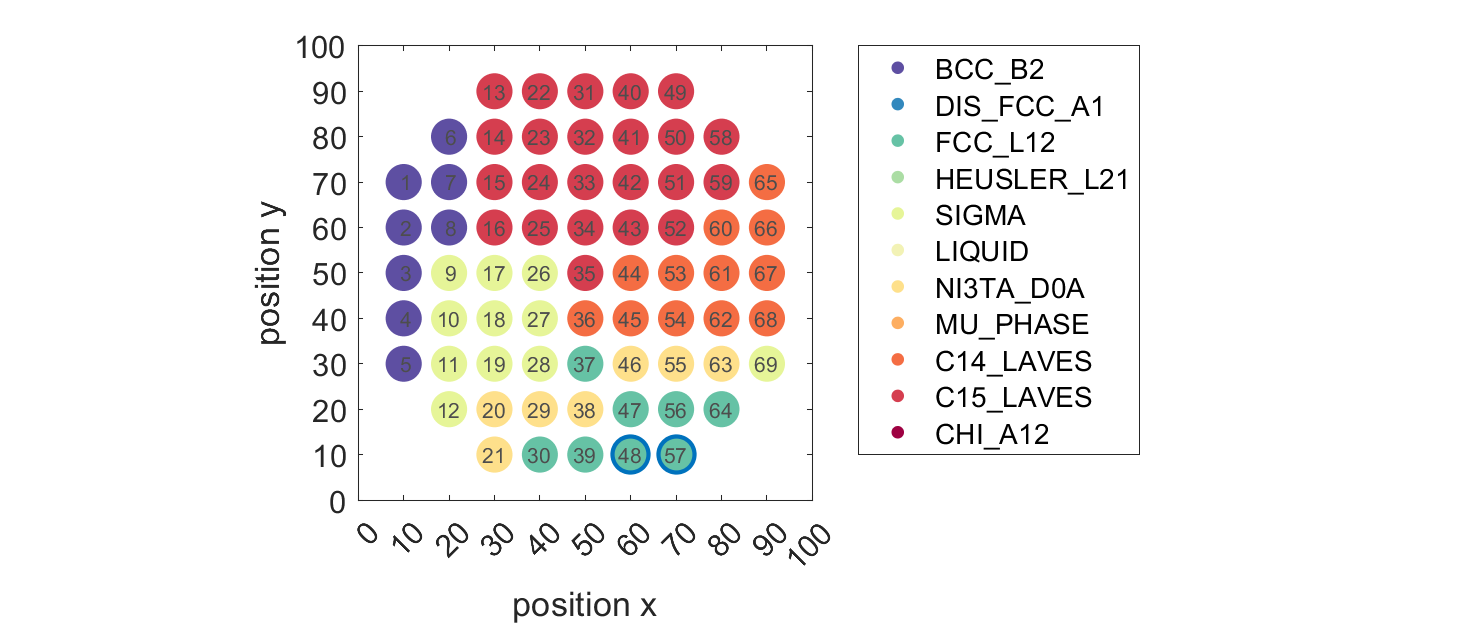 100
90
80
70
60
50
40
30
20
10
0
position y
13 22 31 40 49
6 14 23 32 41 50 58
1 7 15 24 33 42 51 59 65
2 8 16 25 34 43 52 60 66
3 9 17 26 35 44 53 61 67
4 10 18 27 36 45 54 62 68
5 11 19 28 37 46 55 63 69
12 20 29 38 47 56 64
21 30 39 48 57
0 10 20 30 40 50 60 70 80 90 100
position x
BCC_B2
DIS_FCC_A1
FCC_L12
HEUSLER_L21
SIGMA
LIQUID
NI3TA_D0A
MU_PHASE
C14_LAVES
C15_LAVES
CHI_A12